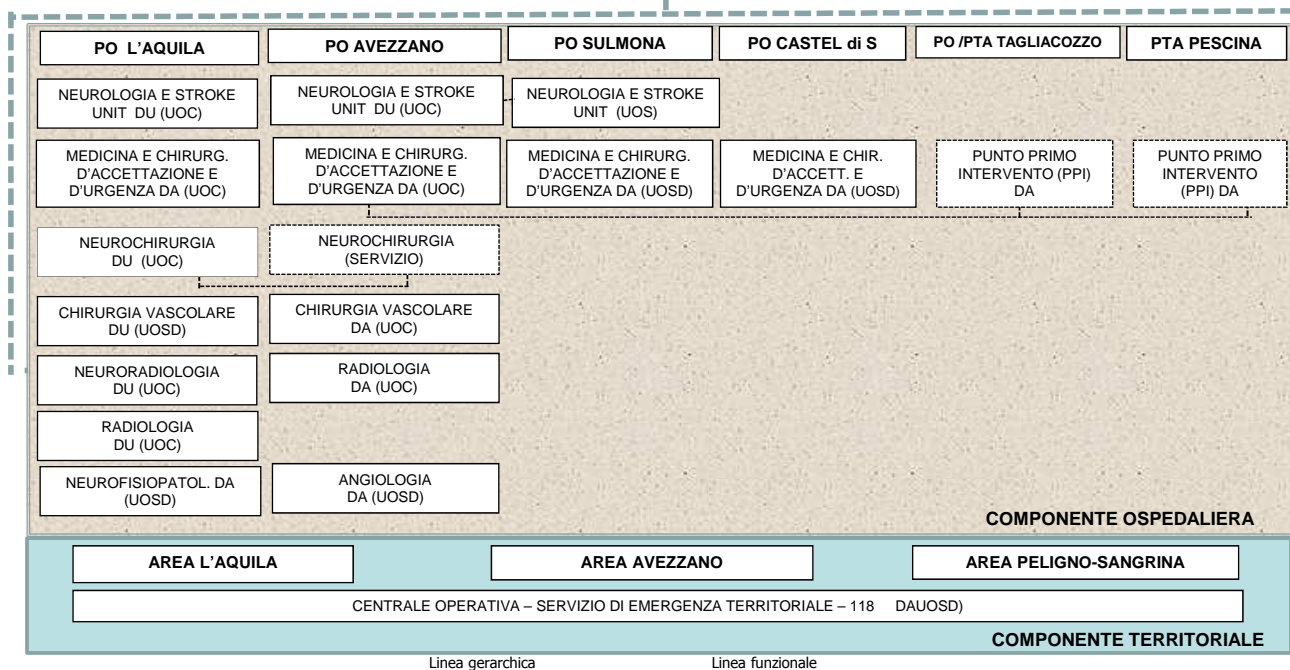 PO L'AQUILA
PO AVEZZANO
PO SULMONA
PO CASTEL di S
PO /PTA TAGLIACOZZO
PTA PESCINA
NEUROLOGIA E STROKE
UNIT DU (UOC)
NEUROLOGIA E STROKE
UNIT DU (UOC)
NEUROLOGIA E STROKE
UNIT (UOS)
MEDICINA E CHIRURG.
D'ACCETTAZIONE E
D'URGENZA DA (UOC)
MEDICINA E CHIRURG.
D'ACCETTAZIONE E
D'URGENZA DA (UOC)
MEDICINA E CHIRURG.
D'ACCETTAZIONE E
D'URGENZA DA (UOSD)
MEDICINA E CHIR.
D'ACCETT. E
D'URGENZA DA (UOSD)
PUNTO PRIMO
INTERVENTO (PPI)
DA
PUNTO PRIMO
INTERVENTO
(PPI) DA
NEUROCHIRURGIA
DU (UOC)
NEUROCHIRURGIA
(SERVIZIO)
CHIRURGIA VASCOLARE
DU (UOSD)
CHIRURGIA VASCOLARE
DA (UOC)
NEURORADIOLOGIA
DU (UOC)
RADIOLOGIA
DA (UOC)
RADIOLOGIA
DU (UOC)
NEUROFISIOPATOL. DA
(UOSD)
ANGIOLOGIA
DA (UOSD)
COMPONENTE OSPEDALIERA
AREA L'AQUILA
AREA AVEZZANO
AREA PELIGNO-SANGRINA
CENTRALE OPERATIVA – SERVIZIO DI EMERGENZA TERRITORIALE – 118 DAUOSD)
COMPONENTE TERRITORIALE
Linea gerarchica
Linea funzionale